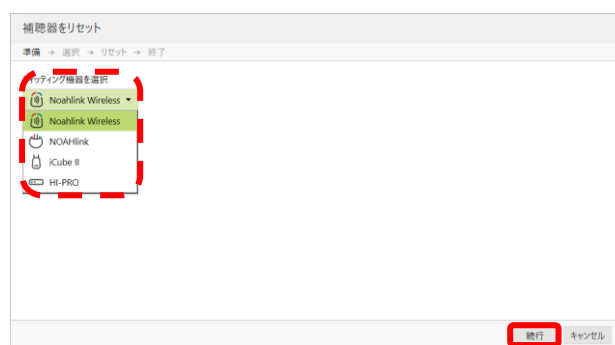 補聴器をリセット
準備 → 選択 → リセット → 終了
フィッティング機器を選択
Noahlink Wireless
Noahlink Wireless
NOAHlink
iCube II
HI-PRO
続行 キャンセル